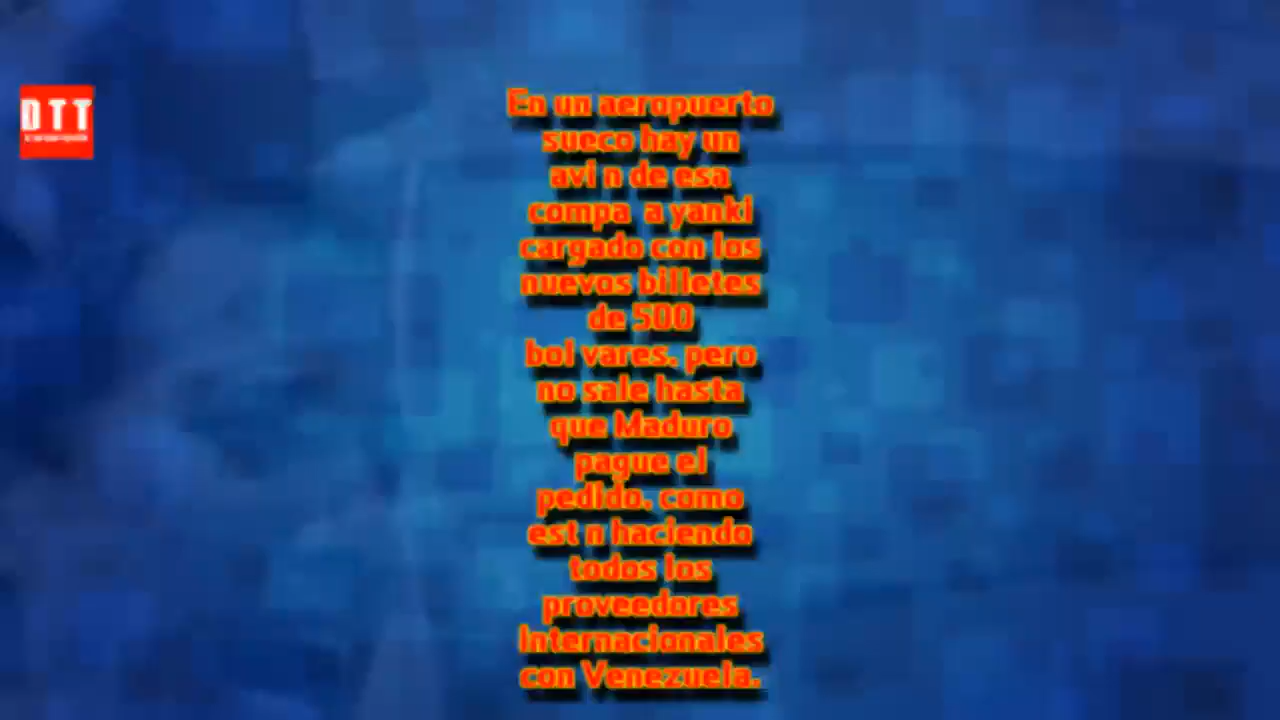 DTT
En un aeropuerto
sueco hay un
avi n de esa
compa a yanki
cargado con los
nuevos billetes
de 500
bol vares. pero
no sale hasta
que Maduro
pague el
pedido. como
est n haciendo
todos los
proveedores
Internacionales
con Venezuela.